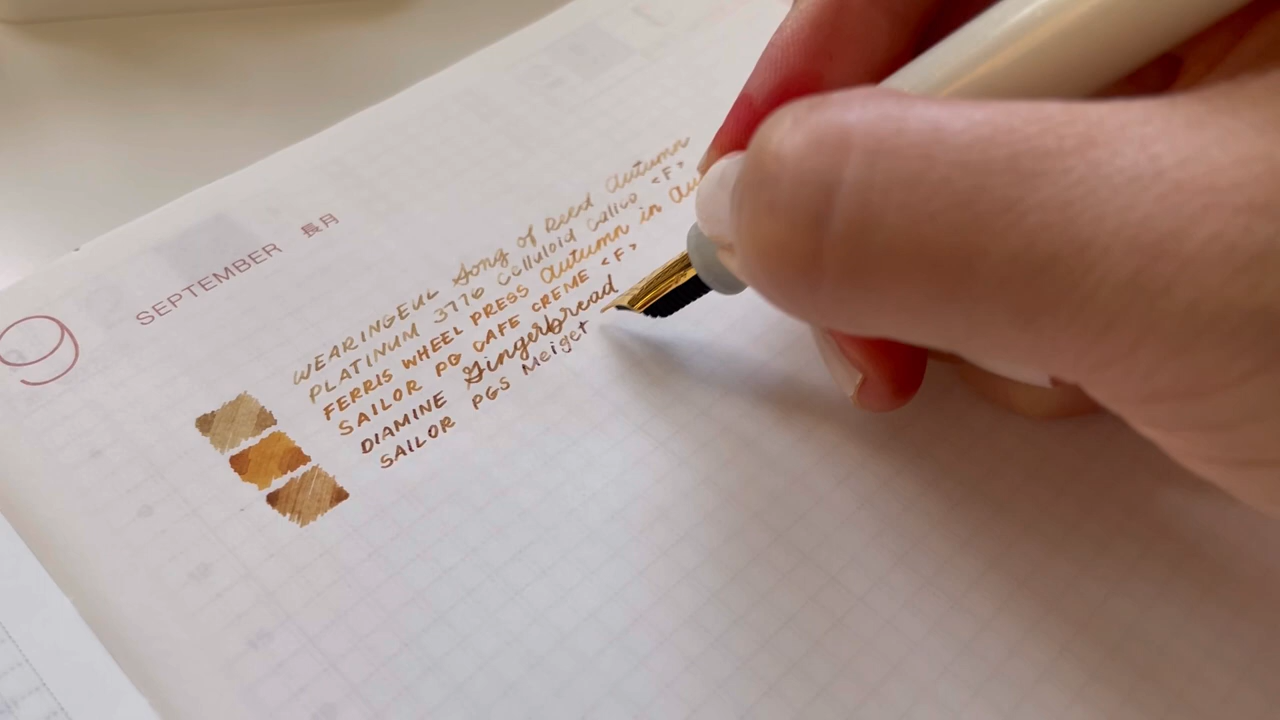 9
SEPTEMBER 長月
WEARINGEUL Song of Reed Autumn
PLATINUM 3776 Celluloid Calico <F>
FERRIS WHEEL PRESS Autumn in
SAILOR PG CAFE CREME <F>
DIAMINE Gingerbread
SAILOR PGS Meiget